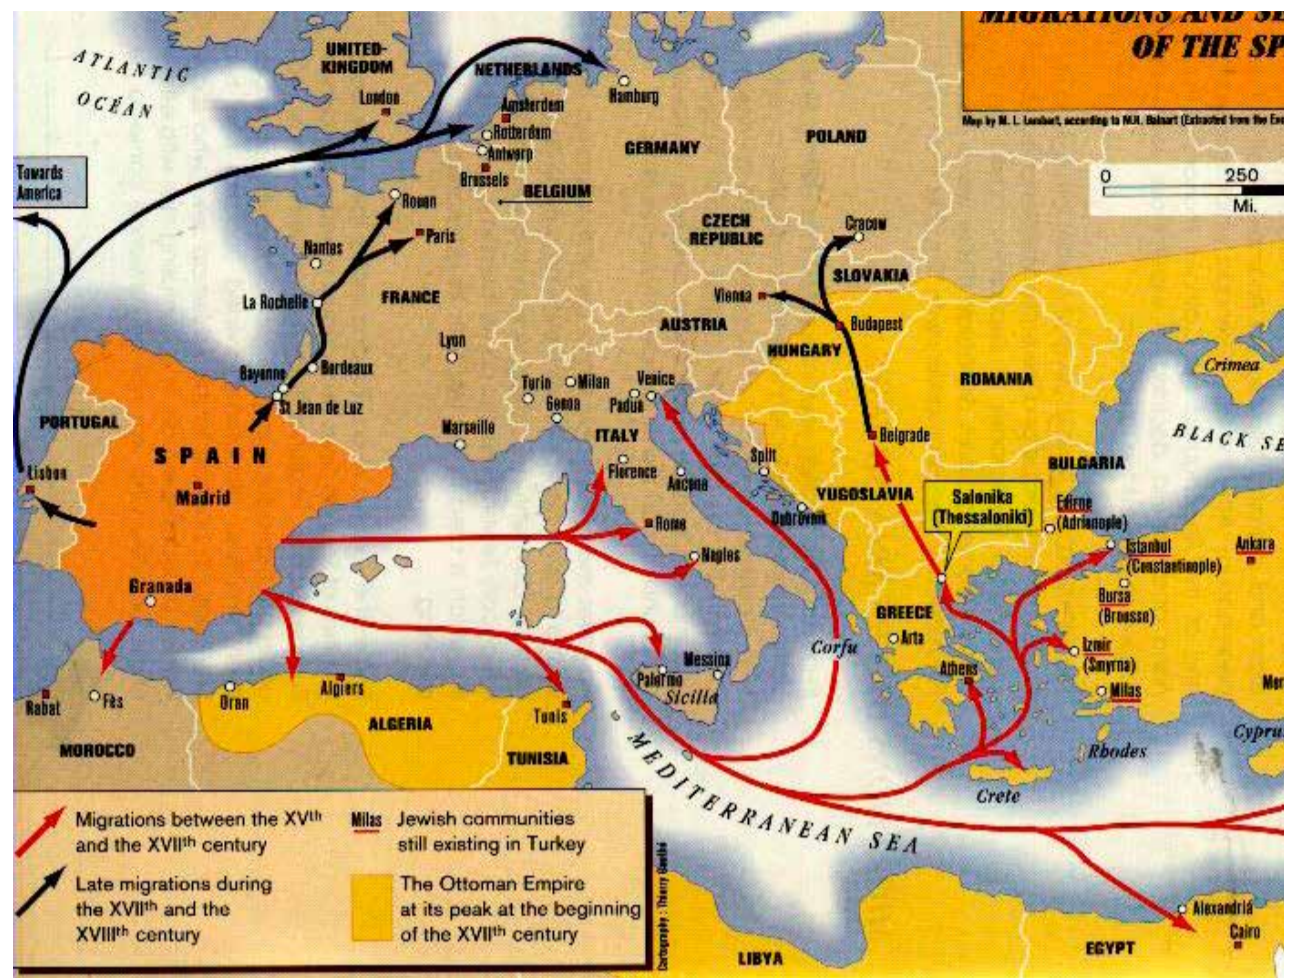 MIGRATIONS AND SE
OF THE SP
Map by M. L. Lambert, according to M.H. Beinart (Extracted from the Eve
0 250
Mi.
ATLANTIC
OCÉAN
UNITED-
KINGDOM
London
NETHERLANDS
Amsterdam
Rotterdam
Antwerp
Brussels
BELGIUM
Hamburg
GERMANY
POLAND
Towards
America
Rouen
Paris
Nantes
La Rochelle
FRANCE
CZECH
REPUBLIC
Cracow
SLOVAKIA
Vienna
AUSTRIA
Budapest
HUNGARY
Lyon
Bordeaux
Bayonne
St Jean de Luz
Turin
Milan
Genoa
Padua
Venice
ROMANIA
Crimea
BLACK SE
PORTUGAL
Lisbon
SPAIN
Madrid
Granada
Marseille
ITALY
Florence
Ancona
Rome
Naples
Split
Dubrovnik
Belgrade
YUGOSLAVIA
BULGARIA
Salonika
(Thessaloniki)
Edirne
(Adrianople)
Istanbul
(Constantinople)
Ankara
Bursa
(Brousse)
GREECE
Arta
Corfu
Athens
Izmir
(Smyrna)
Milas
Mer
Rhodes
Cypru
Crete
Messina
Palermo
Sicilia
Rabat
Fès
MOROCCO
Oran
Algiers
ALGERIA
Tunis
TUNISIA
MEDITERRANEAN SEA
LIBYA
EGYPT
Alexandria
Cairo
Migrations between the XVth
and the XVIIth century
Late migrations during
the XVIIth and the
XVIIIth century
Milas Jewish communities
still existing in Turkey
The Ottoman Empire
at its peak at the beginning
of the XVIIth century
Cartography : Thierry